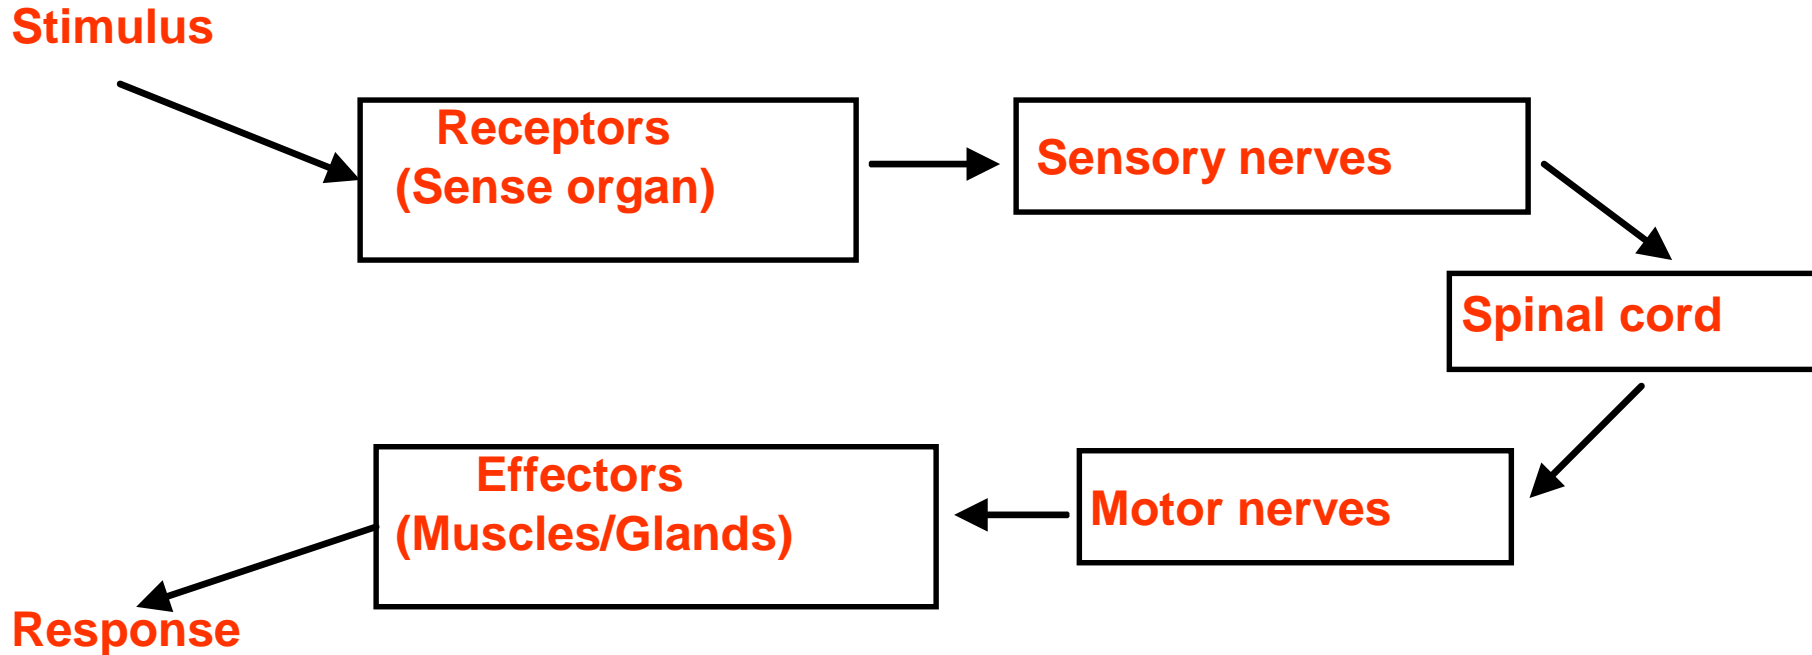 Stimulus
Receptors
(Sense organ)
Sensory nerves
Spinal cord
Motor nerves
Effectors
(Muscles/Glands)
Response